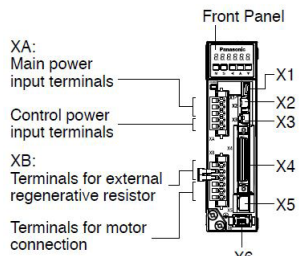 Front Panel
XA:
Main power
input terminals
Control power
input terminals
XB:
Terminals for external
regenerative resistor
Terminals for motor
connection
Panasonic
X1
X2
X3
X4
X5
X6